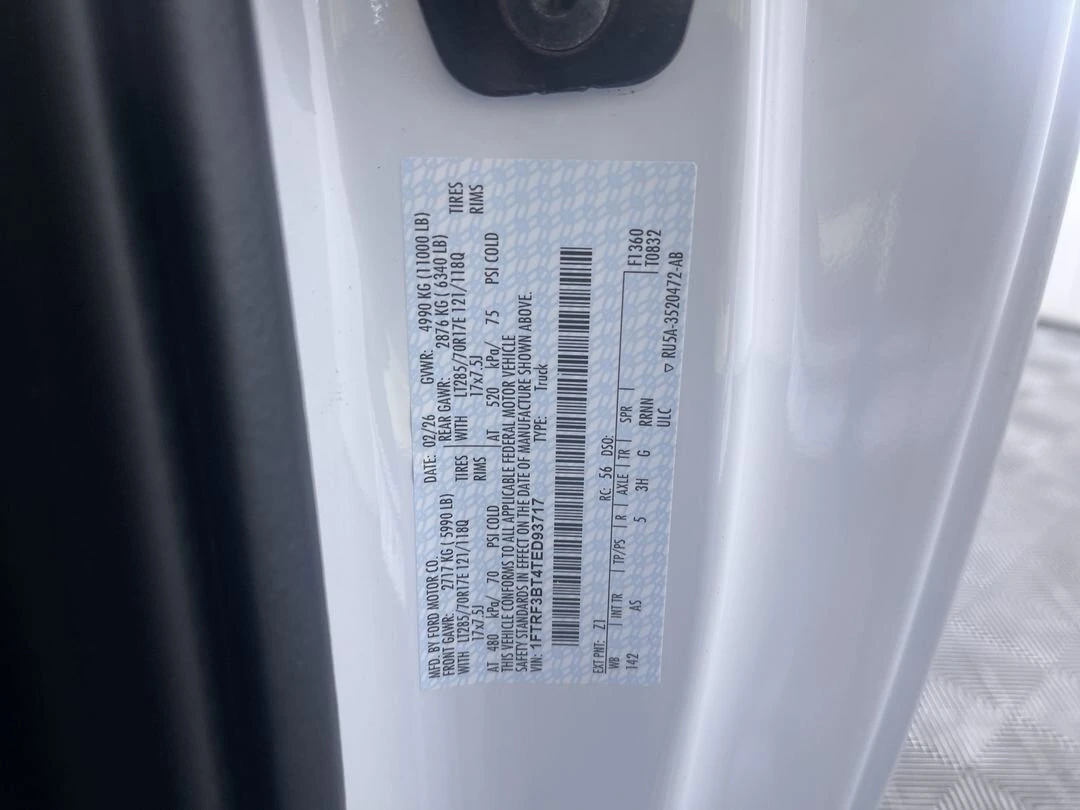 MFD. BY FORD MOTOR CO.
DATE: 02/26 GVWR: 4990 KG (11000 LB)
FRONT GAWR: 2717 KG ( 5990 LB) REAR GAWR: 2876 KG ( 6340 LB)
WITH LT285/70R17E 121/118Q TIRES WITH LT285/70R17E 121/118Q TIRES
17x7.5J RIMS 17x7.5J RIMS
AT 480 kPa/ 70 PSI COLD AT 520 kPa/ 75 PSI COLD
THIS VEHICLE CONFORMS TO ALL APPLICABLE FEDERAL MOTOR VEHICLE
SAFETY STANDARDS IN EFFECT ON THE DATE OF MANUFACTURE SHOWN ABOVE.
VIN: 1FTRF3BT4TED93717 TYPE: Truck
EXT PNT: Z1 RC: 56 DSO: F1360
WB INT TR TP/PS R AXLE TR SPR T0832
142 AS 5 3H G RRNN
ULC ▽ RU5A-3520472-AB